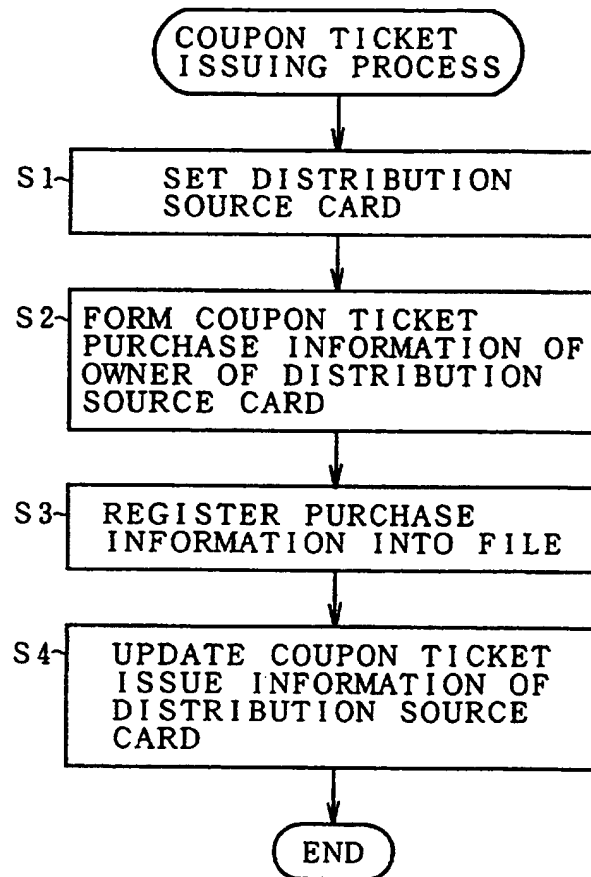 COUPON TICKET
ISSUING PROCESS
S1
SET DISTRIBUTION
SOURCE CARD
S2
FORM COUPON TICKET
PURCHASE INFORMATION OF
OWNER OF DISTRIBUTION
SOURCE CARD
S3
REGISTER PURCHASE
INFORMATION INTO FILE
S4
UPDATE COUPON TICKET
ISSUE INFORMATION OF
DISTRIBUTION SOURCE
CARD
END